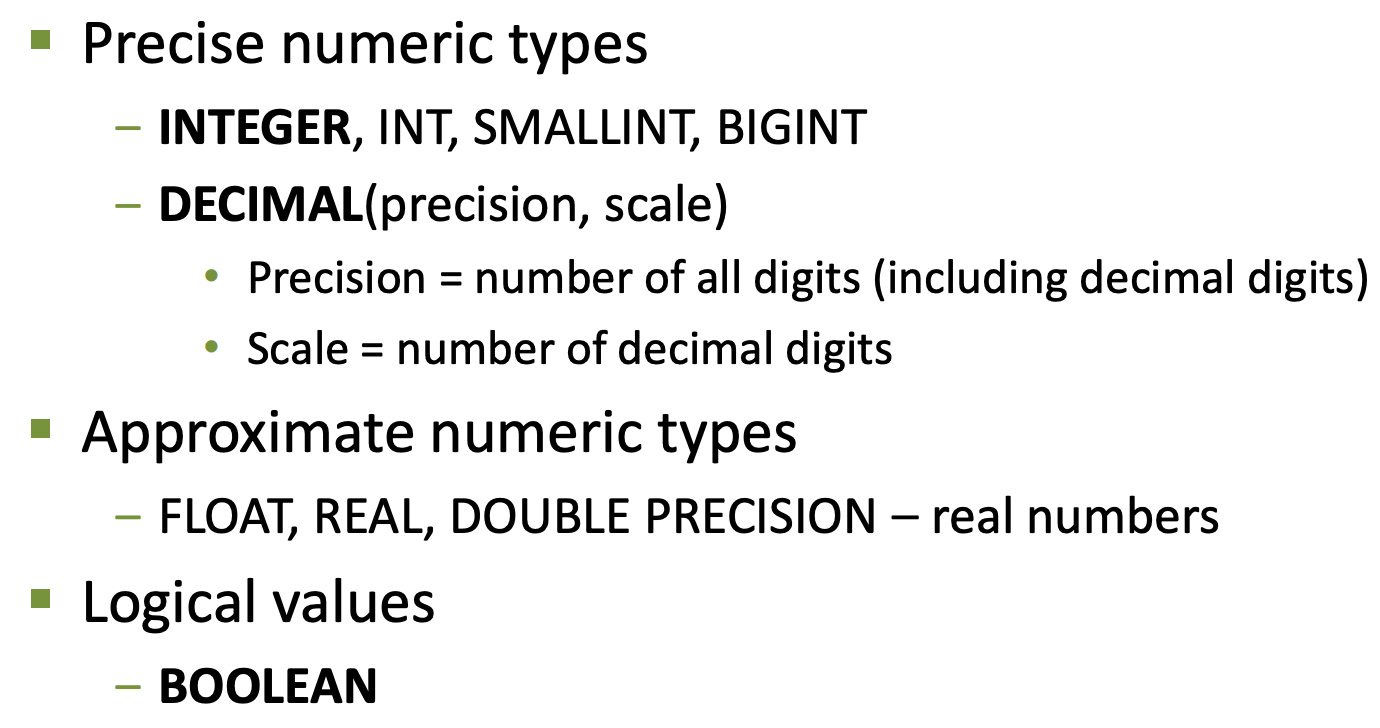 ▪ Precise numeric types
– INTEGER, INT, SMALLINT, BIGINT
– DECIMAL(precision, scale)
• Precision = number of all digits (including decimal digits)
• Scale = number of decimal digits
▪ Approximate numeric types
– FLOAT, REAL, DOUBLE PRECISION – real numbers
▪ Logical values
– BOOLEAN